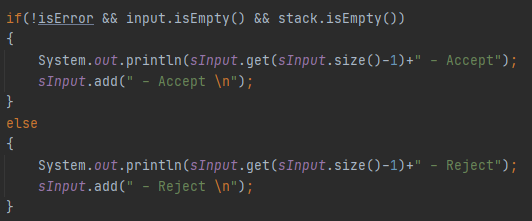 if(!isError && input.isEmpty() && stack.isEmpty())
{
    System.out.println(sInput.get(sInput.size()-1)+" – Accept");
    sInput.add(" – Accept \n");
}
else
{
    System.out.println(sInput.get(sInput.size()-1)+" – Reject");
    sInput.add(" – Reject \n");
}